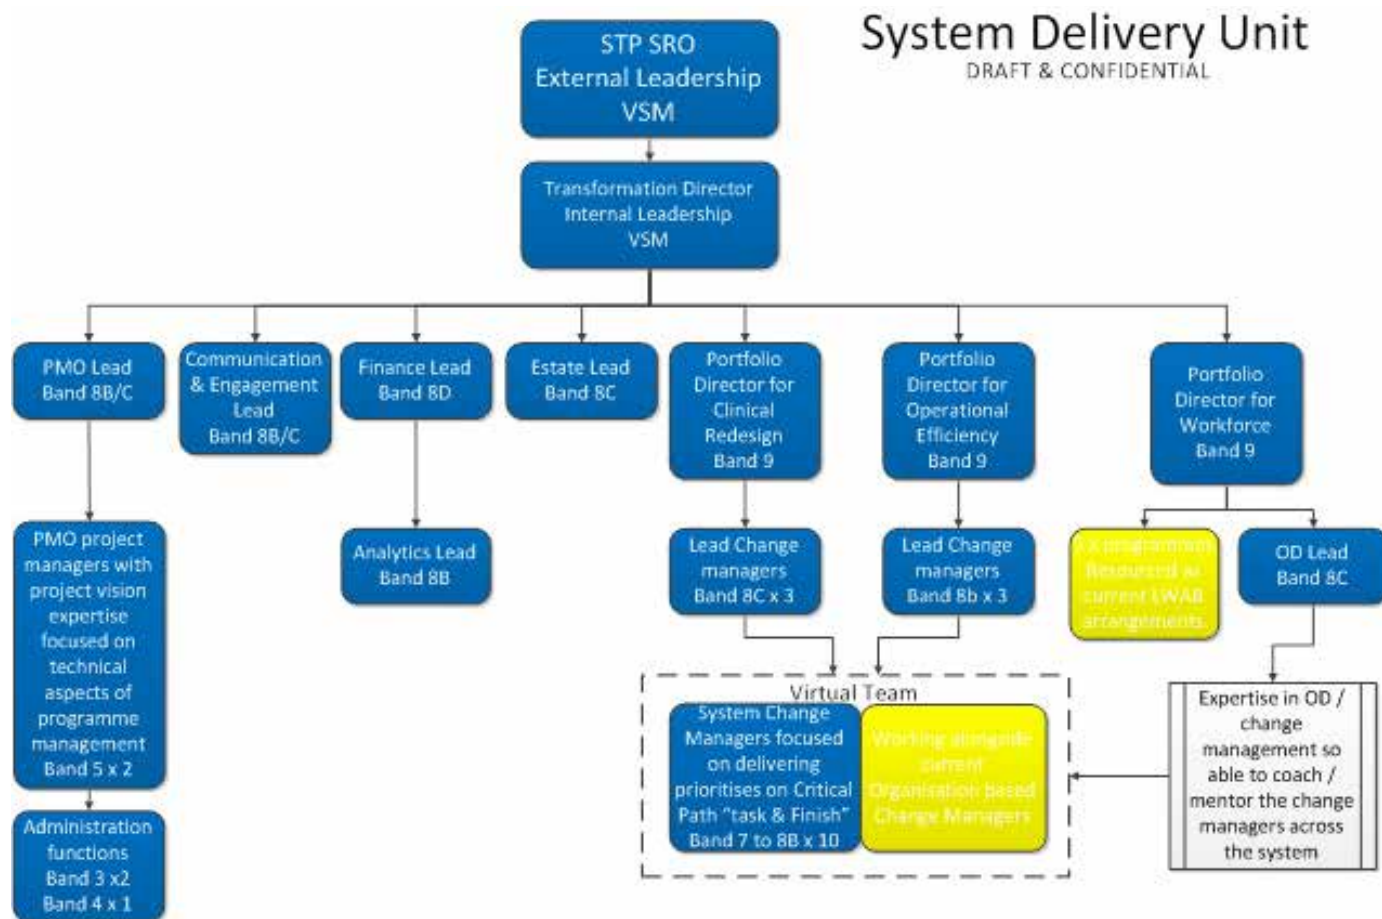 System Delivery Unit
DRAFT & CONFIDENTIAL
STP SRO
External Leadership
VSM
Transformation Director
Internal Leadership
VSM
PMO Lead
Band 8B/C
Communication
& Engagement
Lead
Band 8B/C
Finance Lead
Band 8D
Estate Lead
Band 8C
Portfolio
Director for
Clinical
Redesign
Band 9
Portfolio
Director for
Operational
Efficiency
Band 9
Portfolio
Director for
Workforce
Band 9
PMO project
managers with
project vision
expertise
focused on
technical
aspects of
programme
management
Band 5 x 2
Analytics Lead
Band 8B
Lead Change
managers
Band 8C x 3
Lead Change
managers
Band 8b x 3
programmes
Resourced as
current LWAB
arrangements.
OD Lead
Band 8C
Virtual Team
System Change
Managers focused
on delivering
prioritises on Critical
Path "task & Finish"
Band 7 to 8B x 10
Working alongside
current
Organisation based
Change Managers
Expertise in OD /
change
management so
able to coach /
mentor the change
managers across
the system
Administration
functions
Band 3 x2
Band 4 x 1